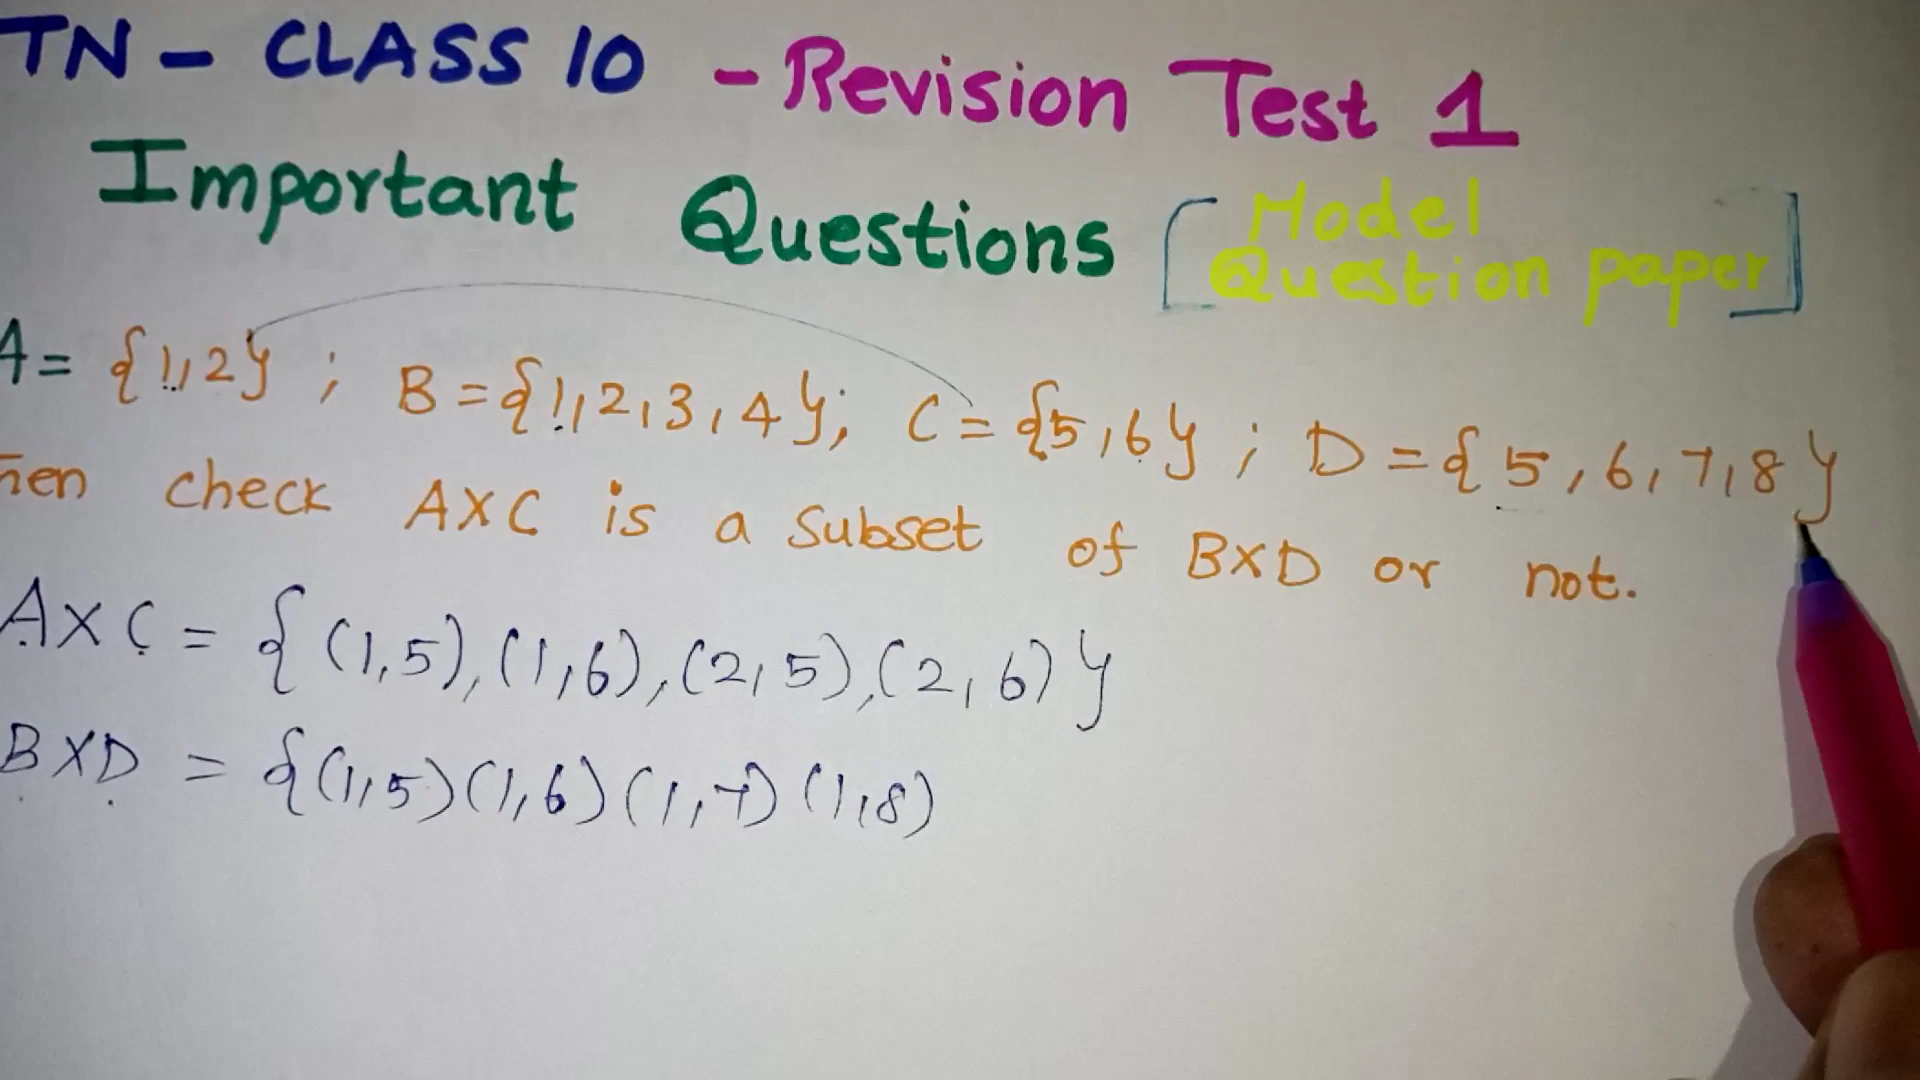 TN - CLASS 10 - Revision Test 1
Important Questions [Model Question paper]
A = {1,2} ; B = {1,2,3,4}; C = {5,6} ; D = {5,6,7,8}
check AXC is a subset of BXD or not.
AXC = {(1,5),(1,6),(2,5),(2,6)}
BXD = {(1,5)(1,6)(1,7)(1,8)